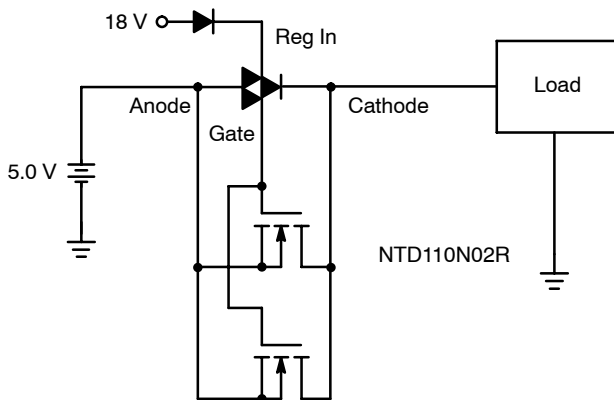 18 V
Reg In
Anode
Cathode
Load
Gate
5.0 V
NTD110N02R